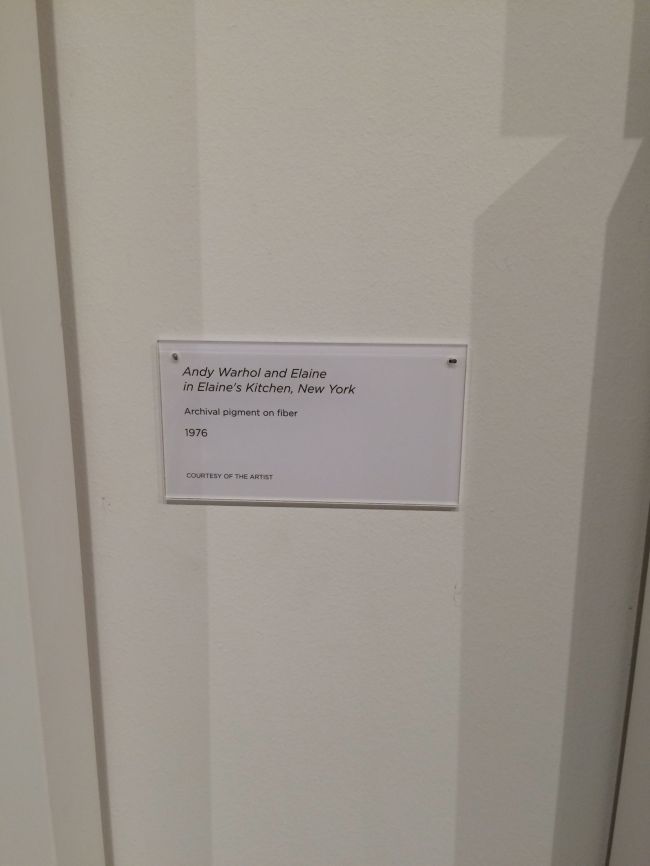 Andy Warhol and Elaine
in Elaine's Kitchen, New York
Archival pigment on fiber
1976
COURTESY OF THE ARTIST